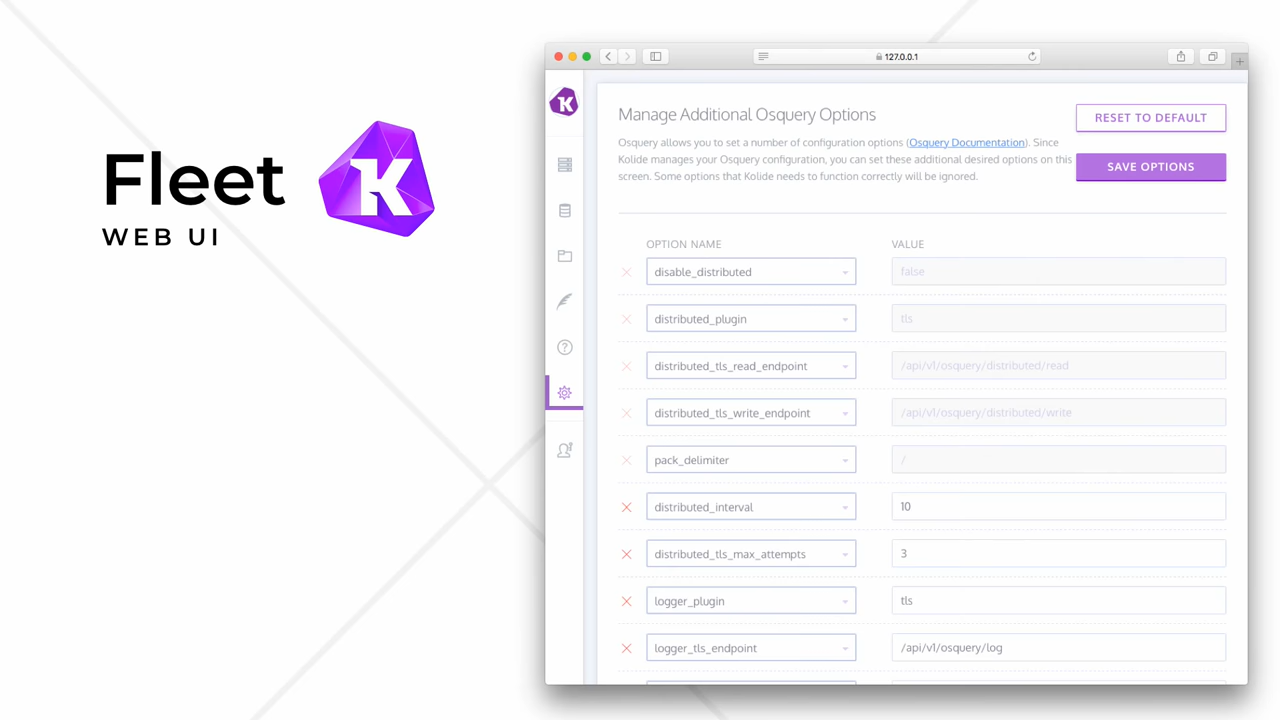 Fleet
WEB UI
K
127.0.0.1
K
Manage Additional Osquery Options
Osquery allows you to set a number of configuration options (Osquery Documentation). Since
Kolide manages your Osquery configuration, you can set these additional desired options on this
screen. Some options that Kolide needs to function correctly will be ignored.
RESET TO DEFAULT
SAVE OPTIONS
OPTION NAME VALUE
disable_distributed false
distributed_plugin tls
distributed_tls_read_endpoint /api/v1/osquery/distributed/read
distributed_tls_write_endpoint /api/v1/osquery/distributed/write
pack_delimiter /
distributed_interval 10
distributed_tls_max_attempts 3
logger_plugin tls
logger_tls_endpoint /api/v1/osquery/log